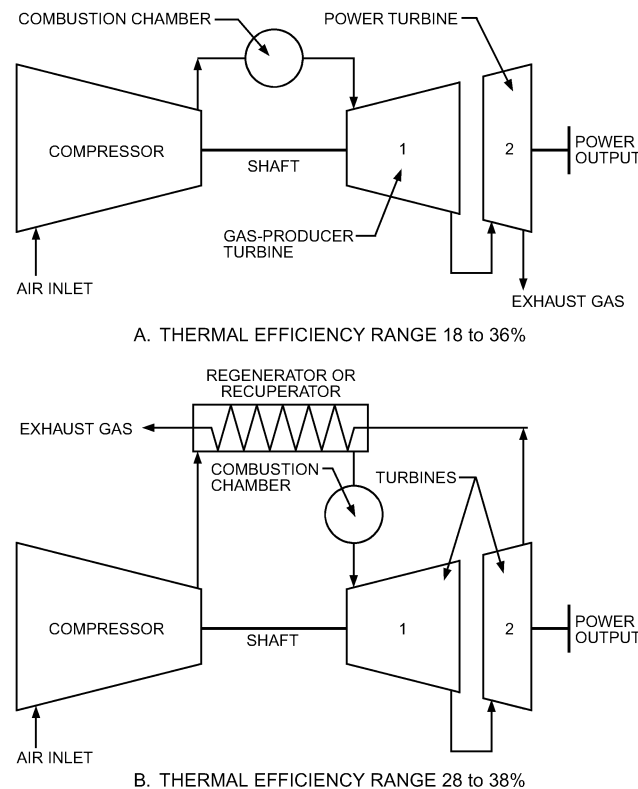 COMBUSTION CHAMBER
POWER TURBINE
COMPRESSOR
SHAFT
1
2
POWER
OUTPUT
GAS-PRODUCER
TURBINE
AIR INLET
EXHAUST GAS
A. THERMAL EFFICIENCY RANGE 18 to 36%
REGENERATOR OR
RECUPERATOR
EXHAUST GAS
COMBUSTION
CHAMBER
TURBINES
COMPRESSOR
SHAFT
1
2
POWER
OUTPUT
AIR INLET
B. THERMAL EFFICIENCY RANGE 28 to 38%